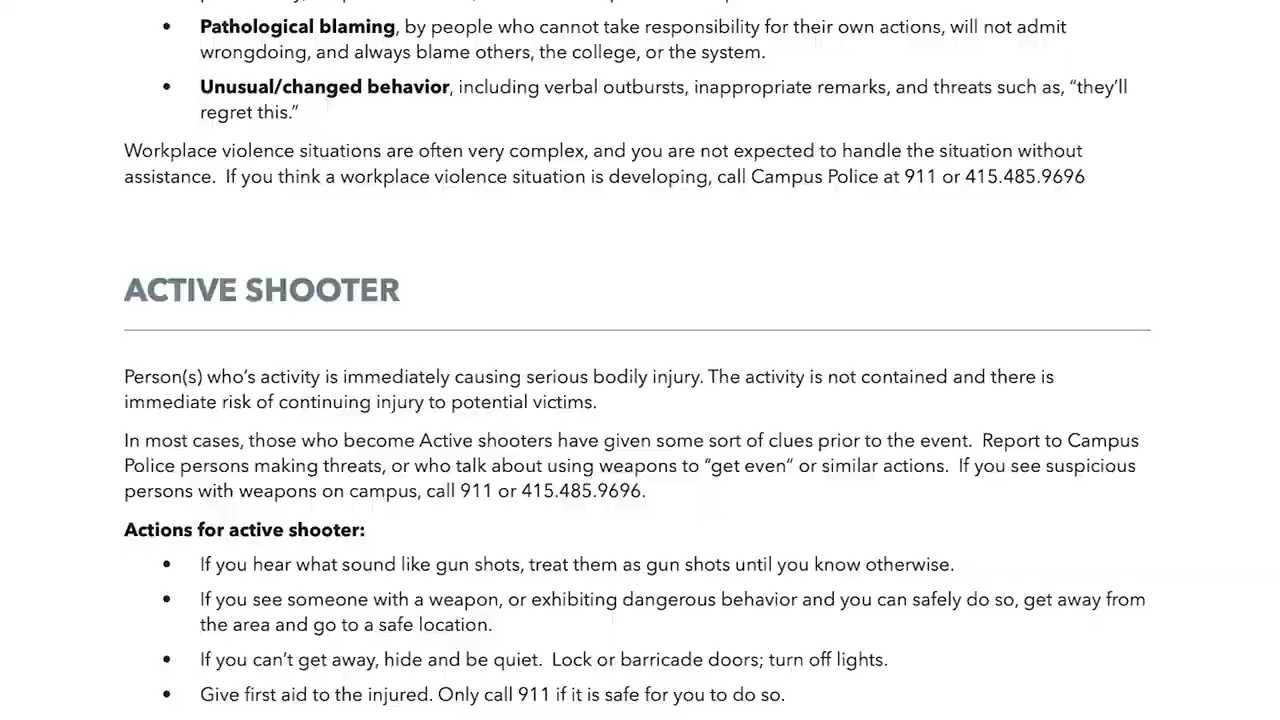 • Pathological blaming, by people who cannot take responsibility for their own actions, will not admit
wrongdoing, and always blame others, the college, or the system.
• Unusual/changed behavior, including verbal outbursts, inappropriate remarks, and threats such as, “they’ll
regret this.”
Workplace violence situations are often very complex, and you are not expected to handle the situation without
assistance.  If you think a workplace violence situation is developing, call Campus Police at 911 or 415.485.9696
ACTIVE SHOOTER
Person(s) who’s activity is immediately causing serious bodily injury. The activity is not contained and there is
immediate risk of continuing injury to potential victims.
In most cases, those who become Active shooters have given some sort of clues prior to the event.  Report to Campus
Police persons making threats, or who talk about using weapons to “get even“ or similar actions.  If you see suspicious
persons with weapons on campus, call 911 or 415.485.9696.
Actions for active shooter:
• If you hear what sound like gun shots, treat them as gun shots until you know otherwise.
• If you see someone with a weapon, or exhibiting dangerous behavior and you can safely do so, get away from
the area and go to a safe location.
• If you can’t get away, hide and be quiet.  Lock or barricade doors; turn off lights.
• Give first aid to the injured. Only call 911 if it is safe for you to do so.